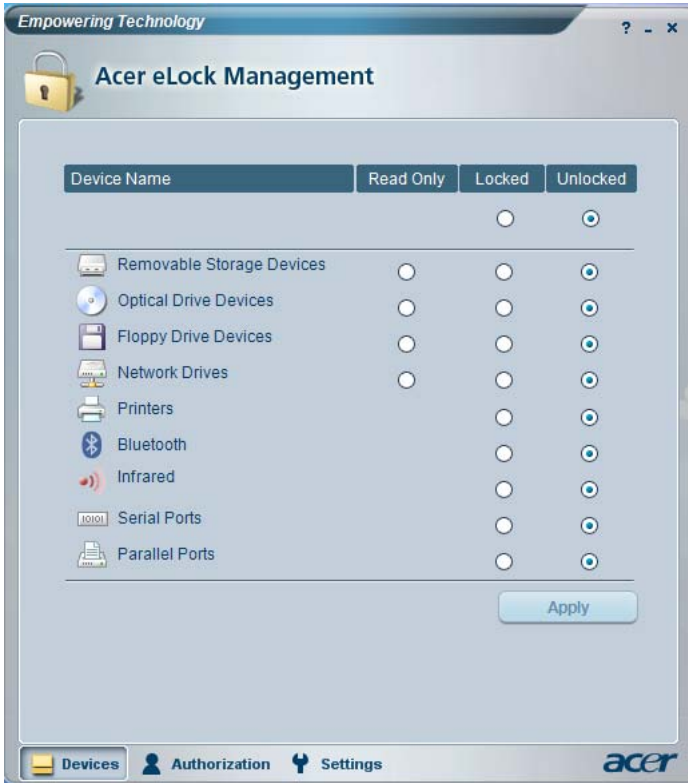 Empowering Technology
? - x
Acer eLock Management
Device Name Read Only Locked Unlocked
Removable Storage Devices
Optical Drive Devices
Floppy Drive Devices
Network Drives
Printers
Bluetooth
Infrared
10101 Serial Ports
Parallel Ports
Apply
Devices Authorization Settings acer